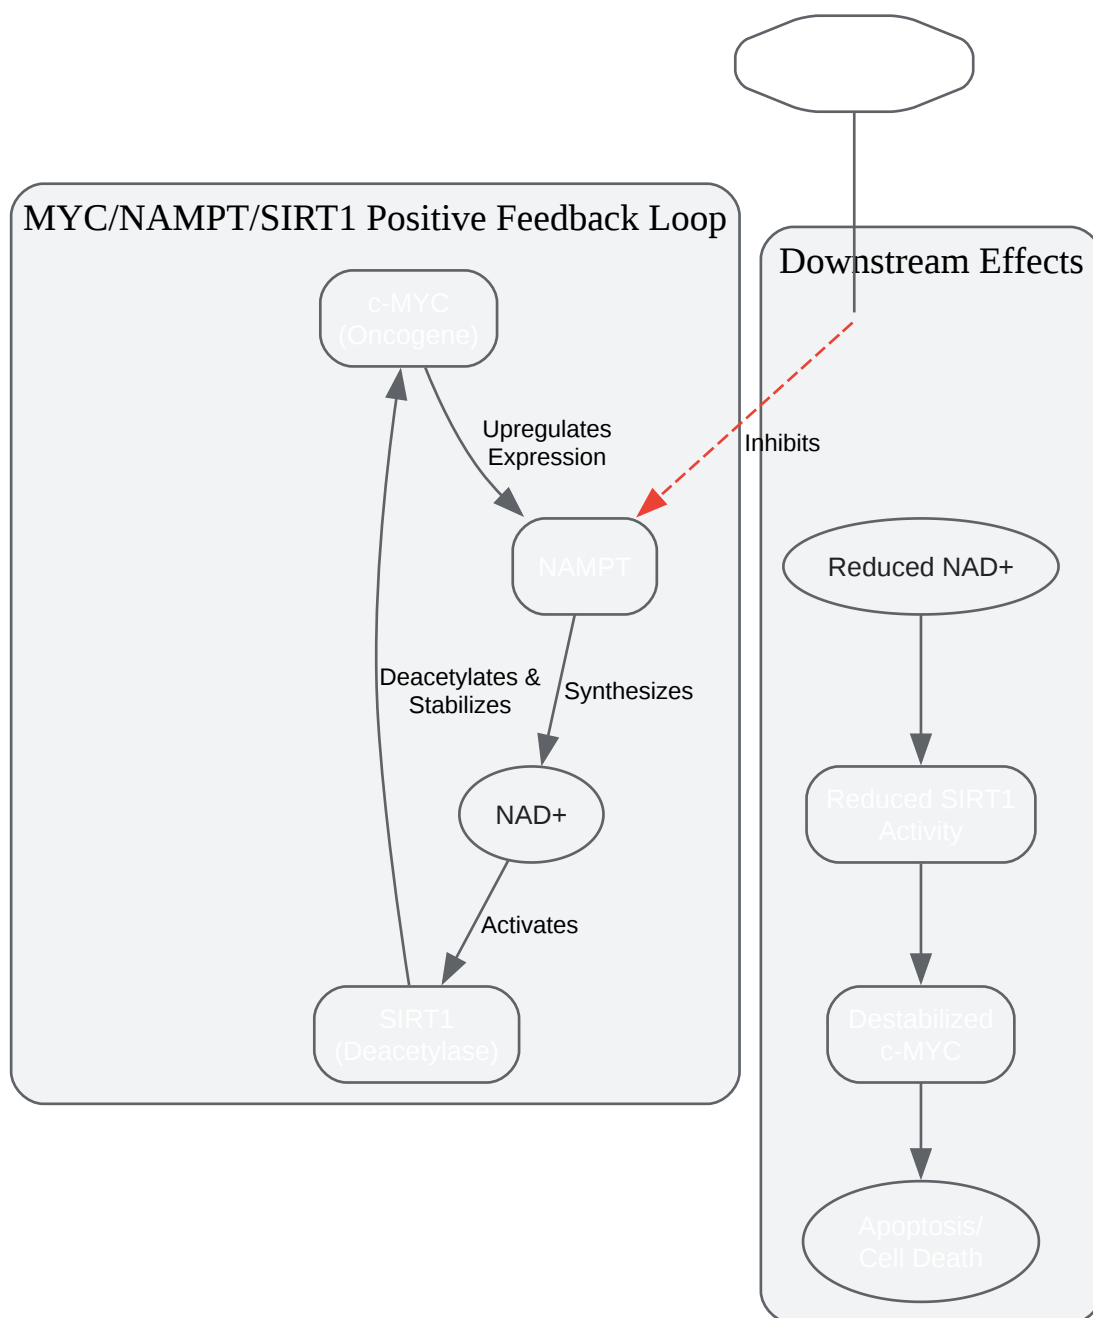 MYC/NAMPT/SIRT1 Positive Feedback Loop
c-MYC
(Oncogene)
Upregulates
Expression
NAMPT
Deacetylates &
Stabilizes
Synthesizes
NAD+
Activates
SIRT1
(Deacetylase)
Inhibits
Downstream Effects
Reduced NAD+
Reduced SIRT1
Activity
Destabilized
c-MYC
Apoptosis/
Cell Death